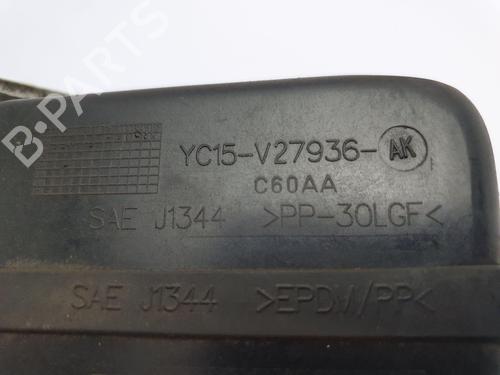 YC15-V27936-AK
C60AA
SAE J1344 >PP-30LGF<
SAE J1344 >EPDM/PP<
B-PARTS